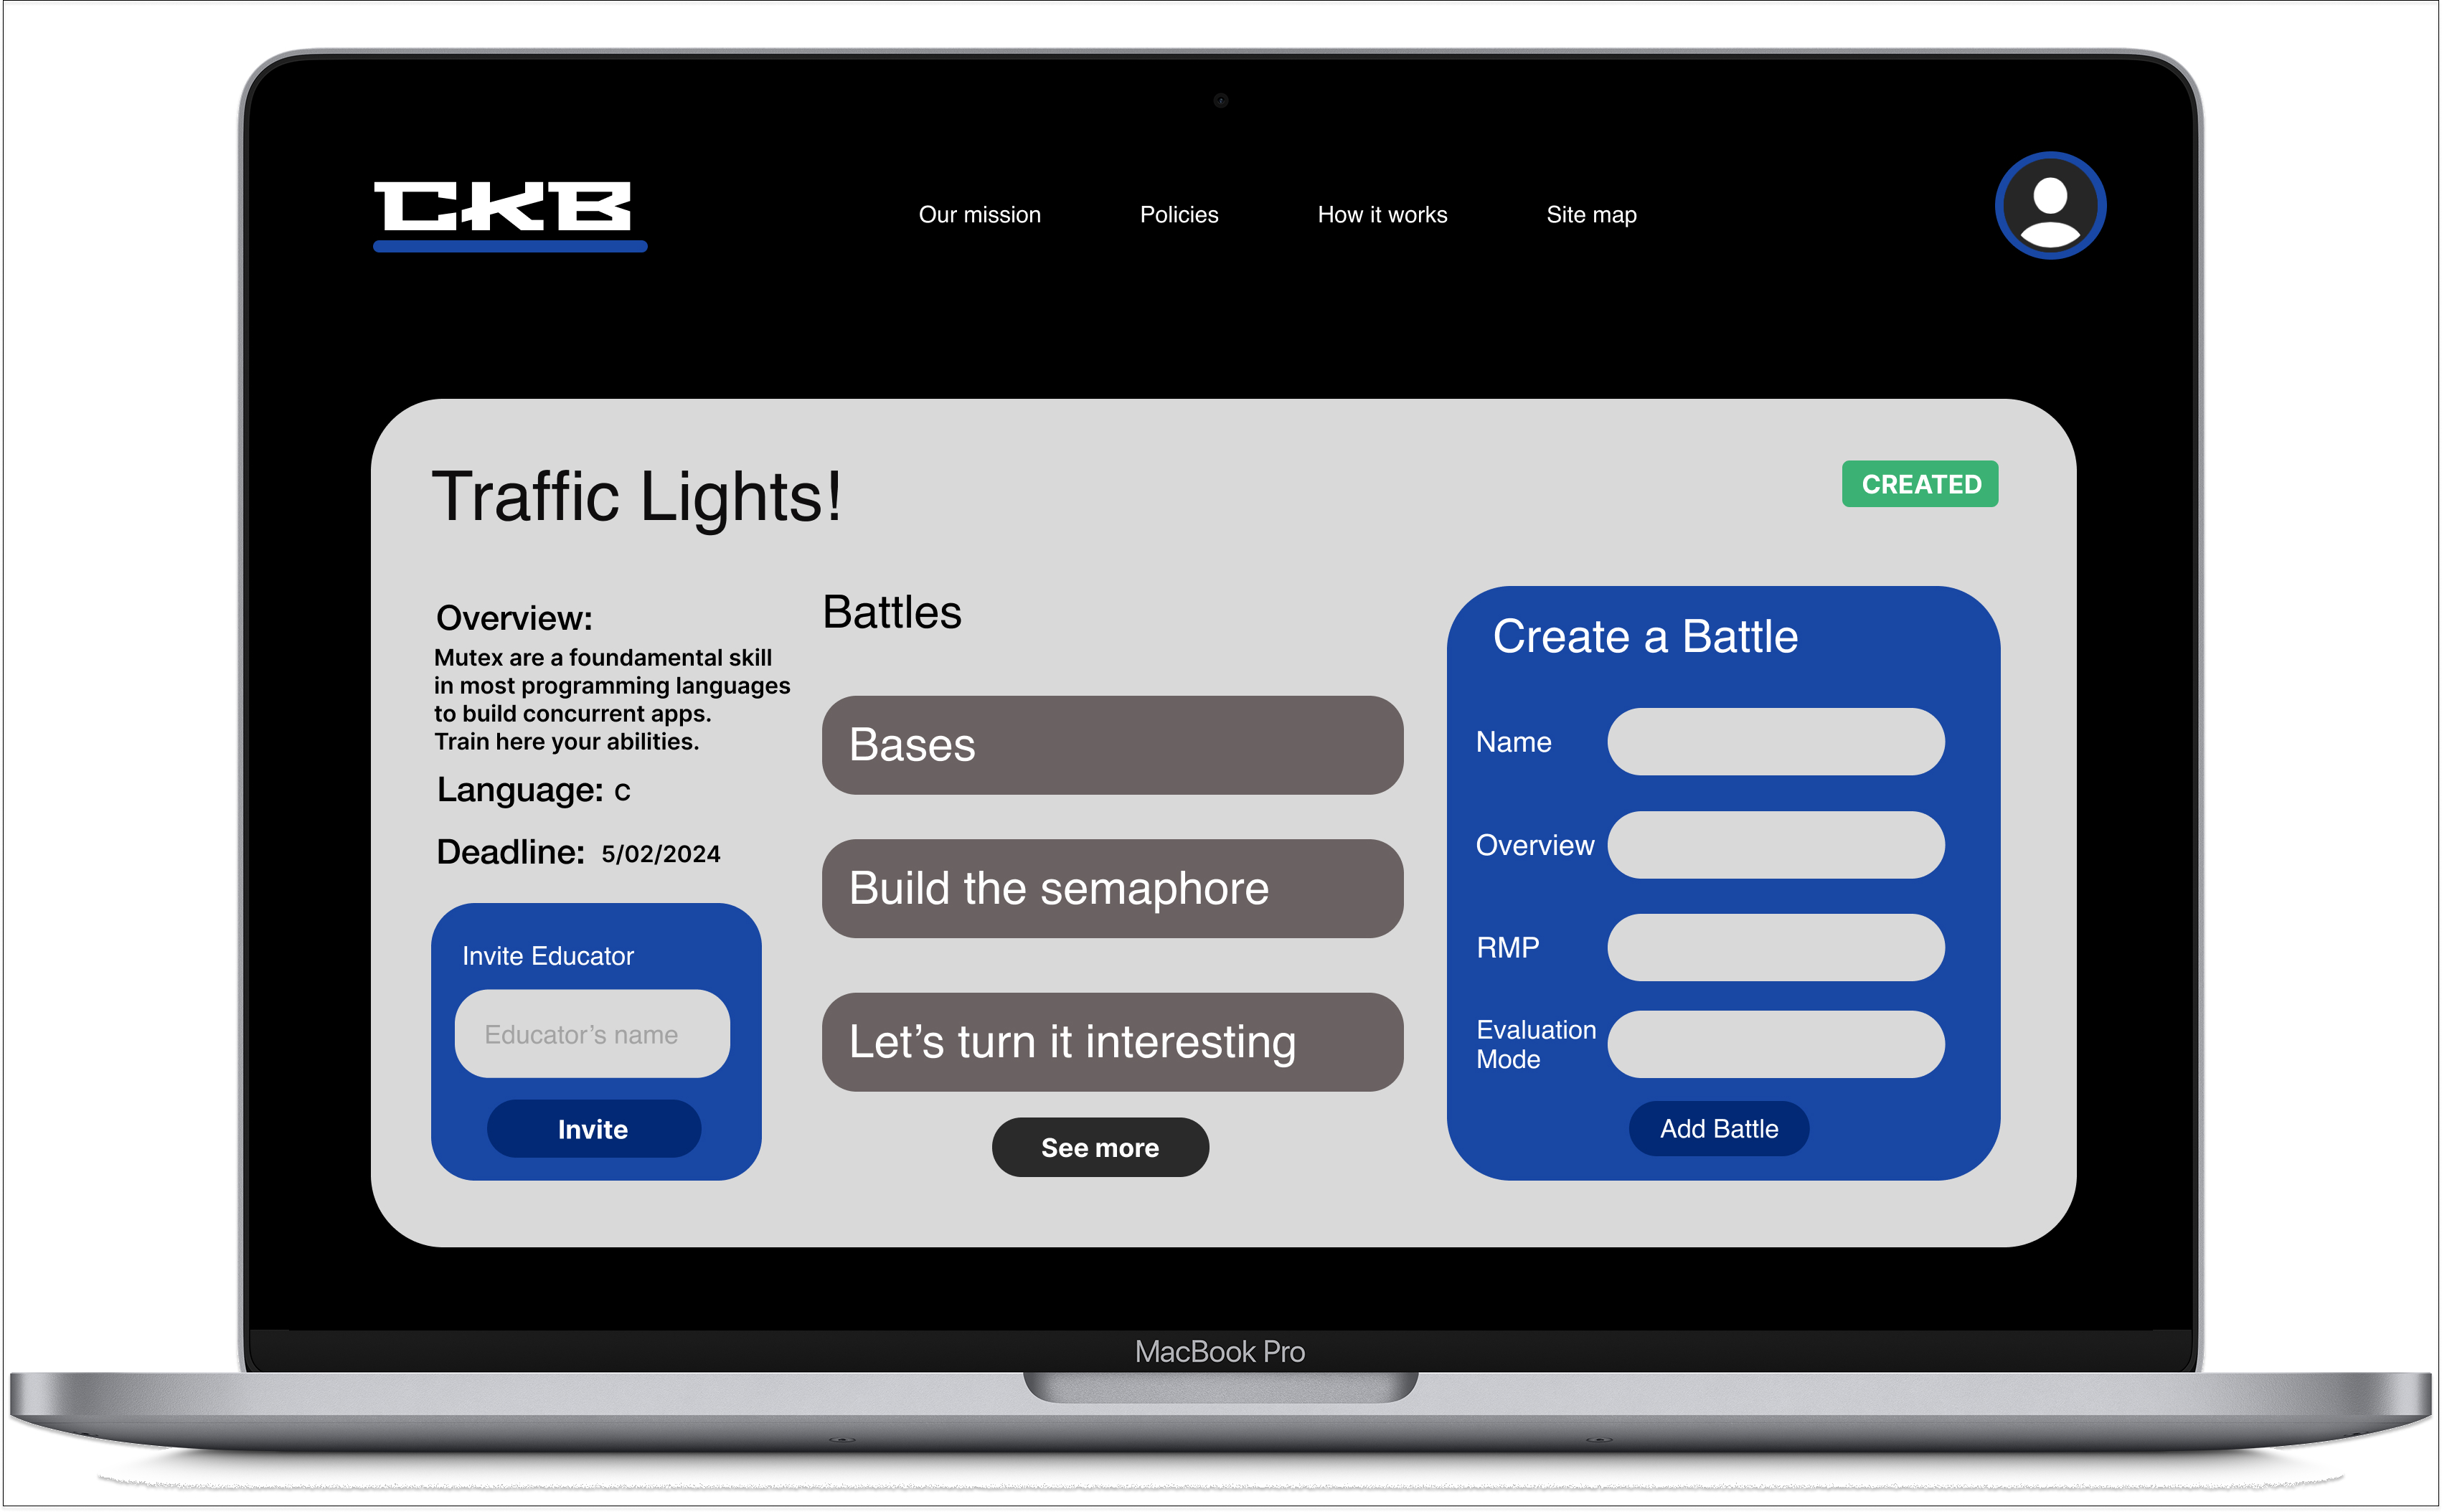 CKB
Our mission
Policies
How it works
Site map
Traffic Lights!
CREATED
Overview:
Mutex are a foundamental skill
in most programming languages
to build concurrent apps.
Train here your abilities.
Language: C
Deadline: 5/02/2024
Invite Educator
Educator’s name
Invite
Battles
Bases
Build the semaphore
Let’s turn it interesting
See more
Create a Battle
Name
Overview
RMP
Evaluation
Mode
Add Battle
MacBook Pro